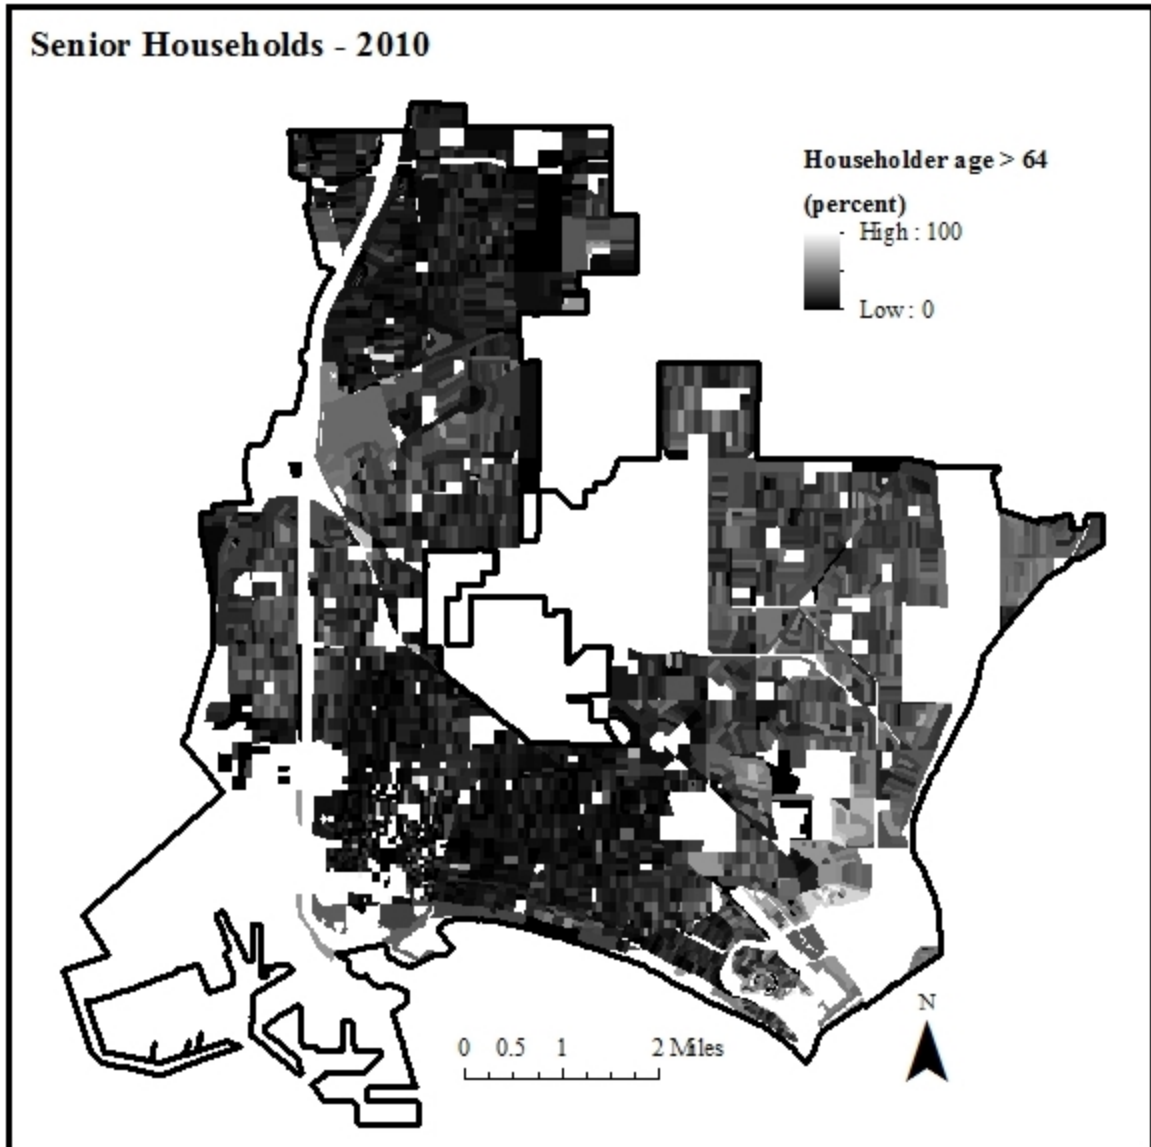 Senior Households - 2010
Householder age > 64
(percent)
High : 100
Low : 0
N
0 0.5 1 2 Miles